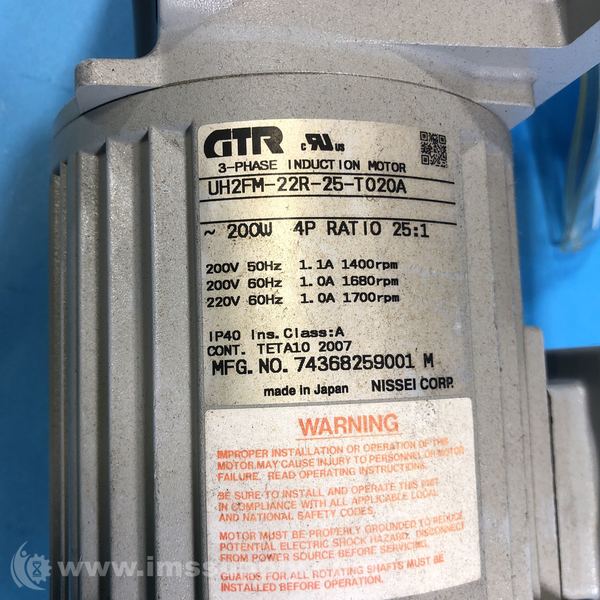 GTR c UR US
3-PHASE INDUCTION MOTOR
UH2FM-22R-25-T020A
~ 200W 4P RATIO 25:1
200V 50Hz 1.1A 1400rpm
200V 60Hz 1.0A 1680rpm
220V 60Hz 1.0A 1700rpm
IP40 Ins.Class:A
CONT. TETA10 2007
MFG. NO. 74368259001 M
made in Japan NISSEI CORP.
WARNING
IMPROPER INSTALLATION OR OPERATION OF THIS
MOTOR MAY CAUSE INJURY TO PERSONNEL OR MOTOR
FAILURE. READ OPERATING INSTRUCTIONS.
BE SURE TO INSTALL AND OPERATE THIS UNIT
IN COMPLIANCE WITH ALL APPLICABLE LOCAL
AND NATIONAL SAFETY CODES.
MOTOR MUST BE PROPERLY GROUNDED TO REDUCE
POTENTIAL ELECTRIC SHOCK HAZARD. DISCONNECT
FROM POWER SOURCE BEFORE SERVICING.
GUARDS FOR ALL ROTATING SHAFTS MUST BE
INSTALLED BEFORE OPERATION.